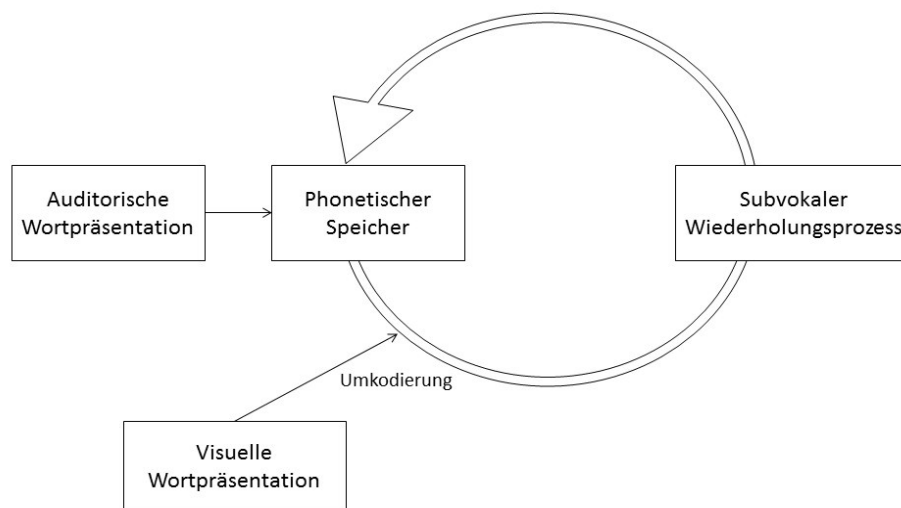 Auditorische
Wortpräsentation
Phonetischer
Speicher
Subvokaler
Wiederholungsprozess
Umkodierung
Visuelle
Wortpräsentation